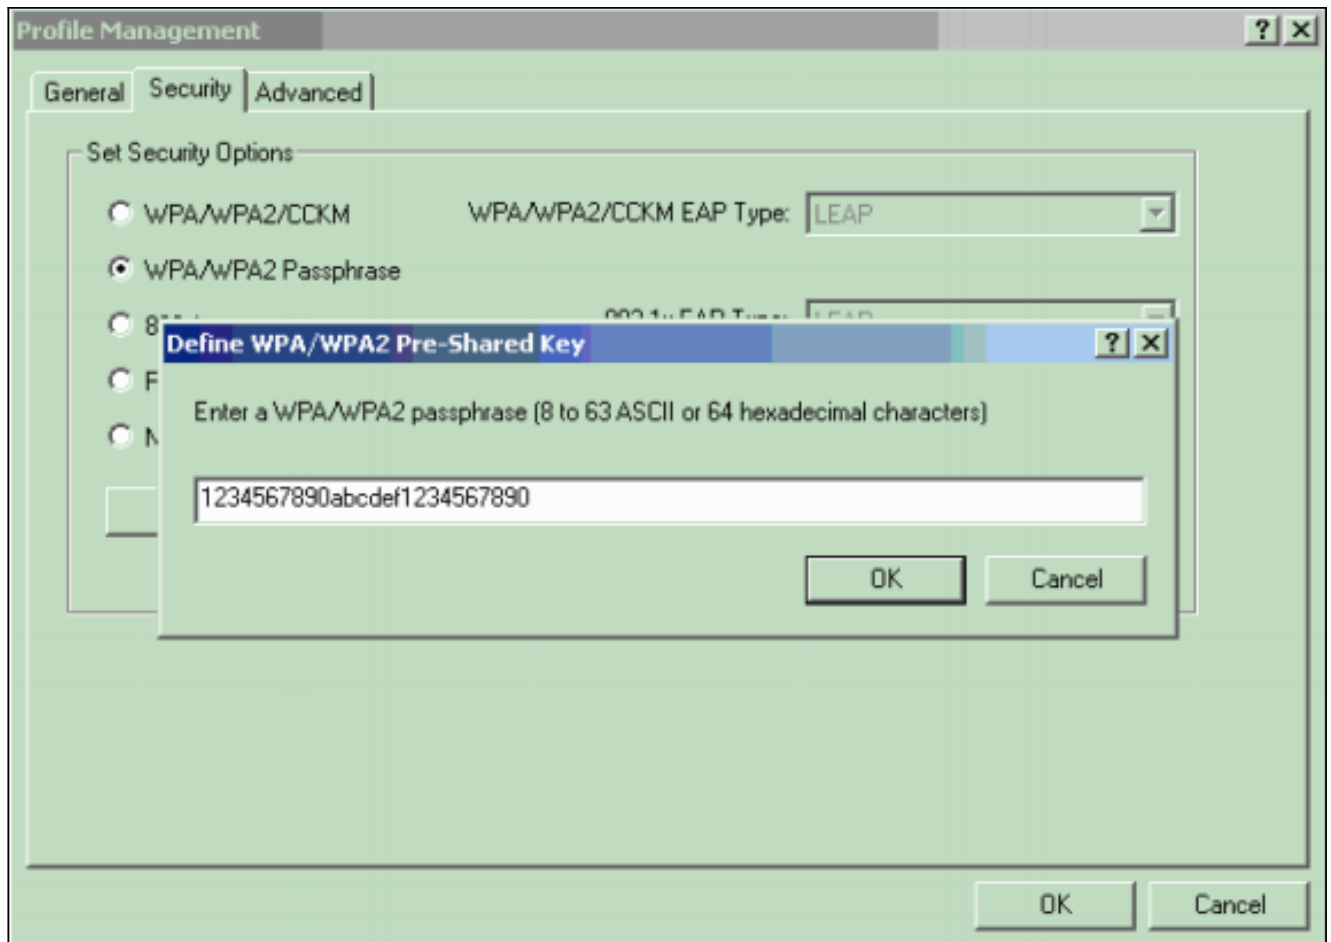 Profile Management
General Security Advanced
Set Security Options
WPA/WPA2/CCKM WPA/WPA2/CCKM EAP Type: LEAP
WPA/WPA2 Passphrase
Define WPA/WPA2 Pre-Shared Key
Enter a WPA/WPA2 passphrase (8 to 63 ASCII or 64 hexadecimal characters)
1234567890abcdef1234567890
OK Cancel
OK Cancel